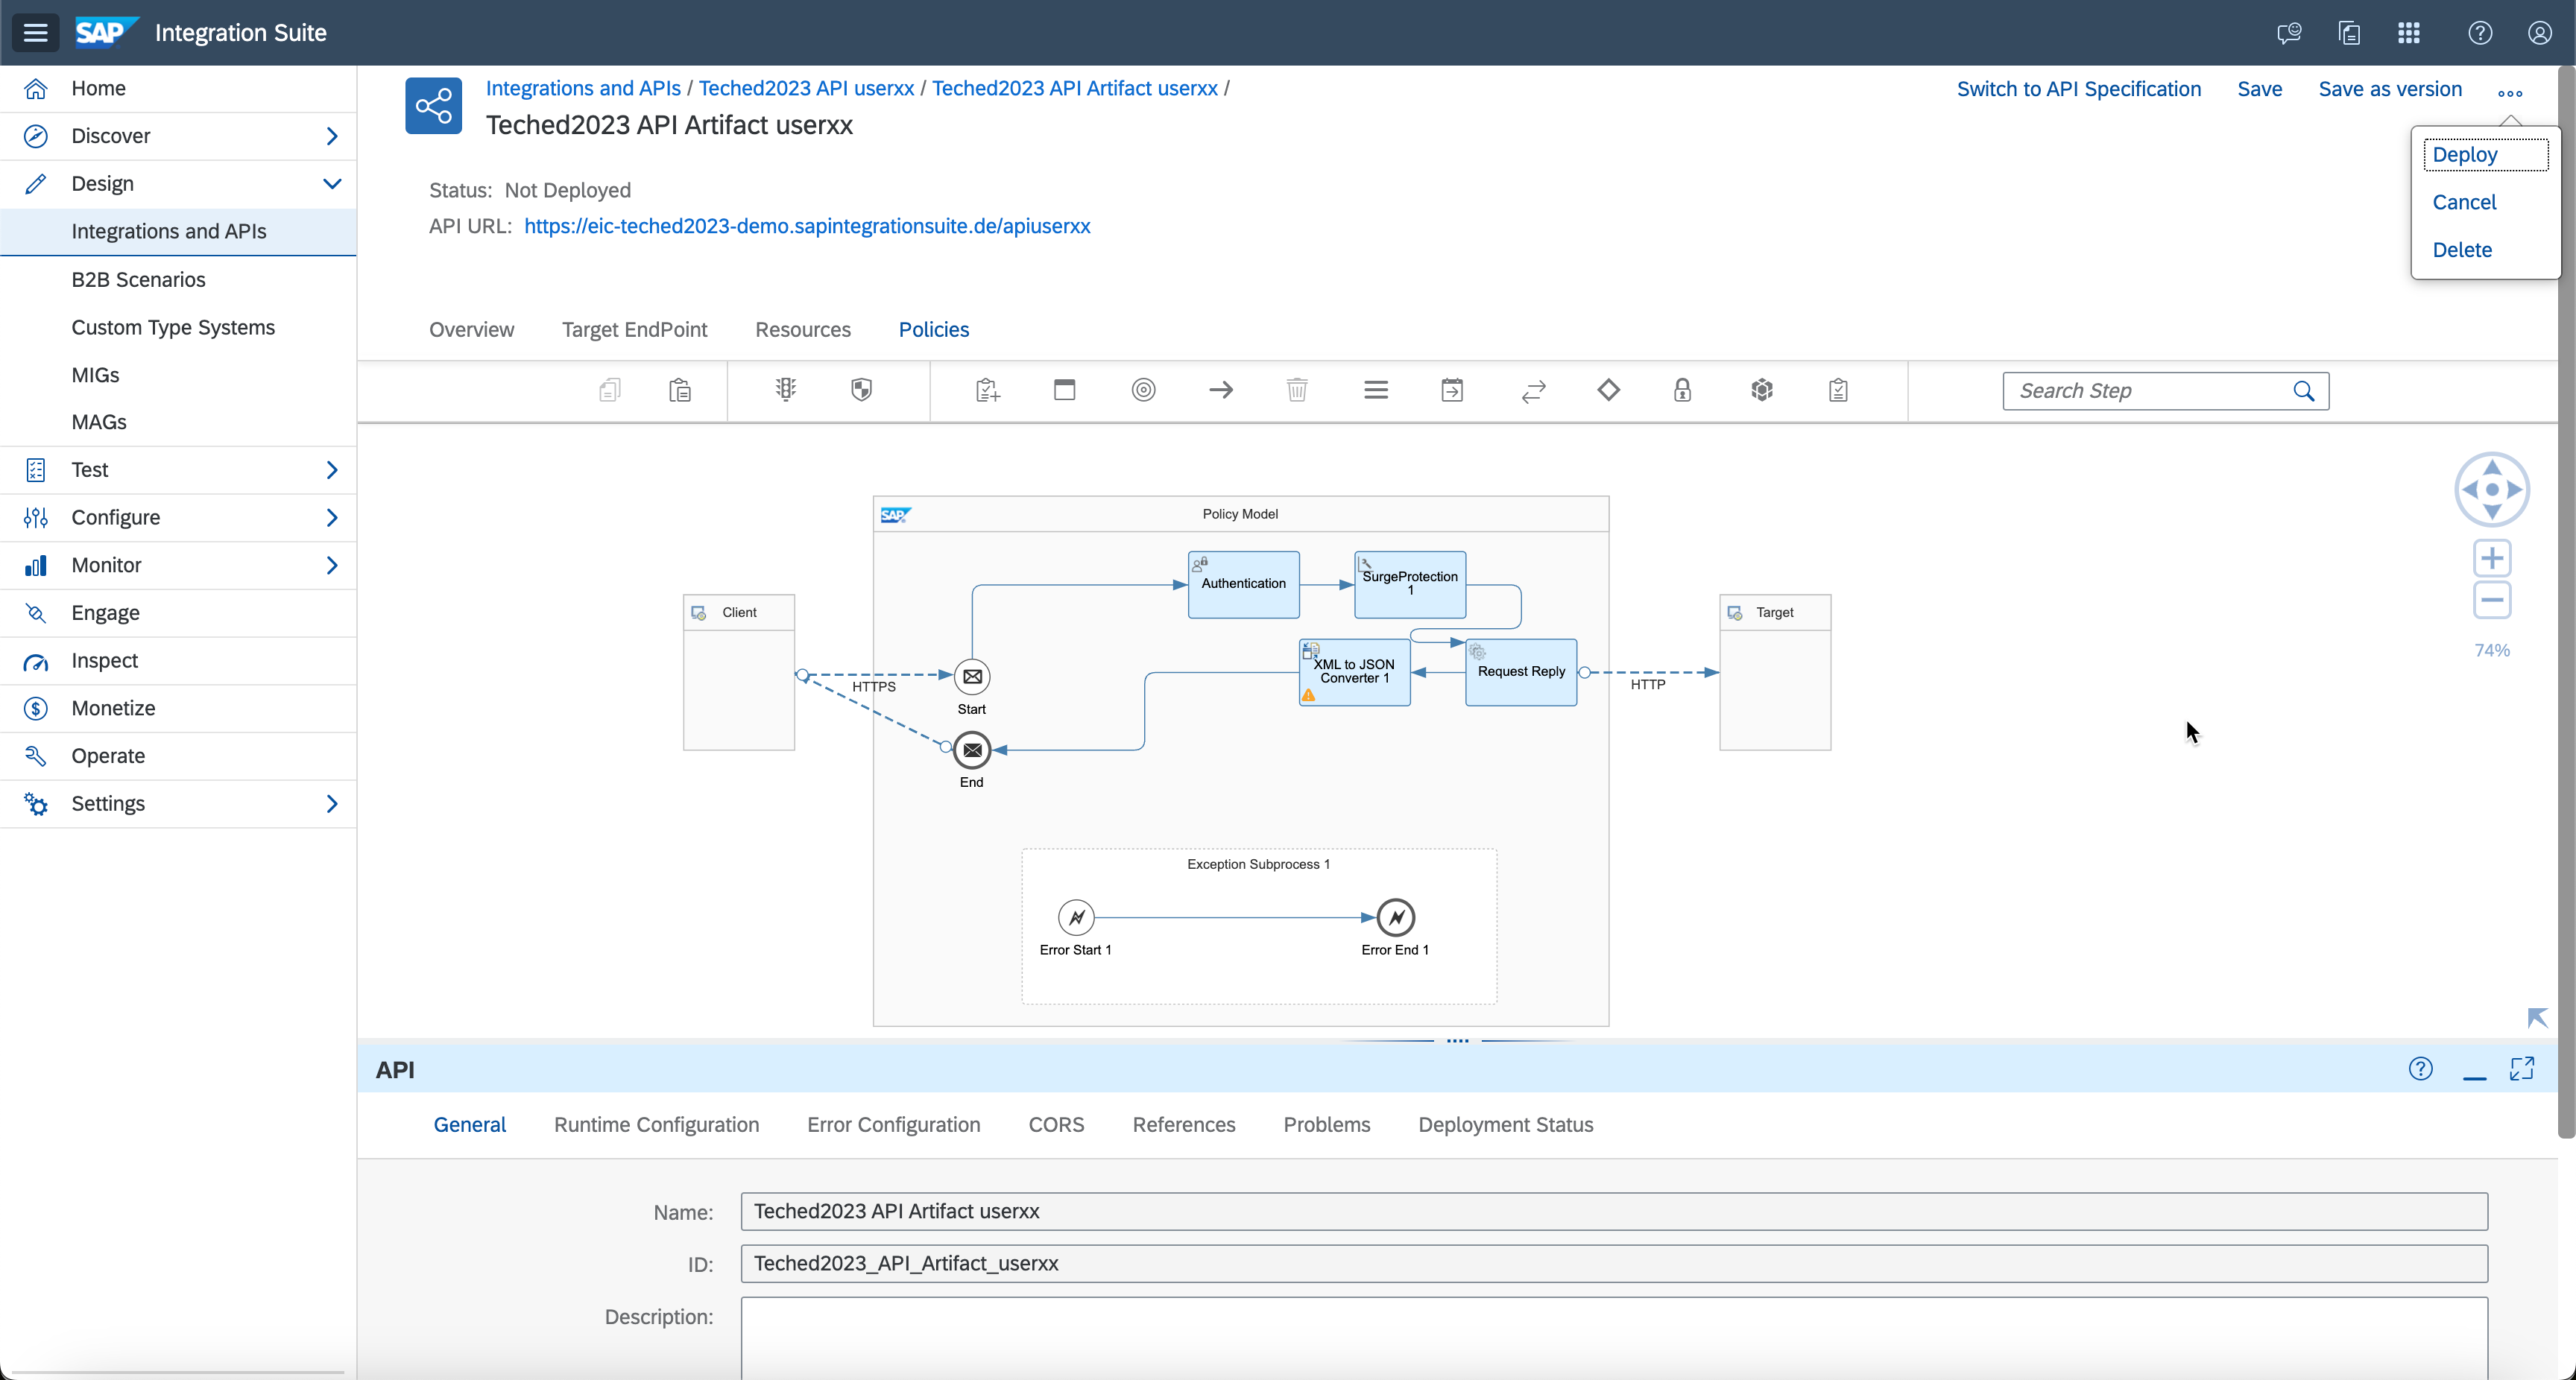 SAP Integration Suite
Home
Discover
Design
Integrations and APIs
B2B Scenarios
Custom Type Systems
MIGs
MAGs
Test
Configure
Monitor
Engage
Inspect
Monetize
Operate
Settings
Integrations and APIs / Teched2023 API userxx / Teched2023 API Artifact userxx /
Teched2023 API Artifact userxx
Switch to API Specification Save Save as version
Deploy
Cancel
Delete
Status: Not Deployed
API URL: https://eic-teched2023-demo.sapintegrationsuite.de/apiuserxx
Overview Target EndPoint Resources Policies
Search Step
SAP Policy Model
Authentication
SurgeProtection
1
Client
Target
XML to JSON
Converter 1
Request Reply
HTTPS
HTTP
Start
End
74%
Exception Subprocess 1
Error Start 1
Error End 1
API
General Runtime Configuration Error Configuration CORS References Problems Deployment Status
Name: Teched2023 API Artifact userxx
ID: Teched2023_API_Artifact_userxx
Description: